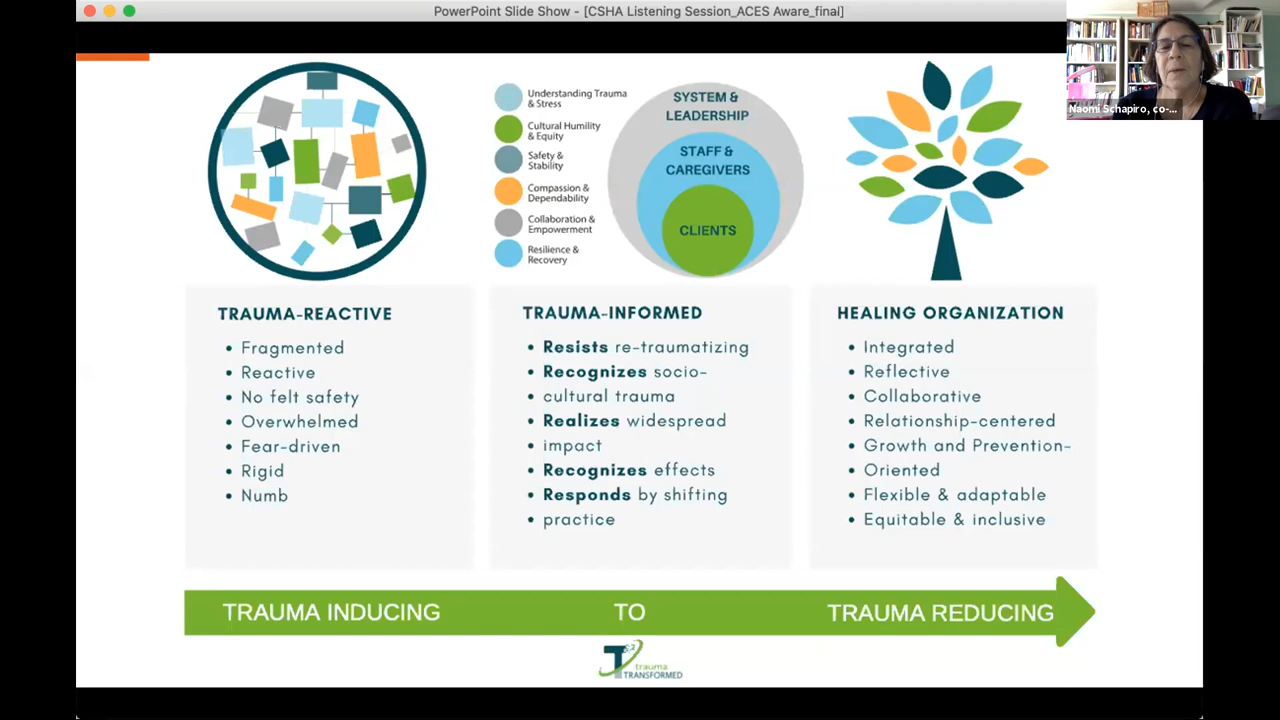 PowerPoint Slide Show - [CSHA Listening Session_ACES Aware_final]
Naomi Schapiro, co-...
Understanding Trauma
& Stress
Cultural Humility
& Equity
Safety &
Stability
Compassion &
Dependability
Collaboration &
Empowerment
Resilience &
Recovery
SYSTEM &
LEADERSHIP
STAFF &
CAREGIVERS
CLIENTS
TRAUMA-REACTIVE
• Fragmented
• Reactive
• No felt safety
• Overwhelmed
• Fear-driven
• Rigid
• Numb
TRAUMA-INFORMED
• Resists re-traumatizing
• Recognizes socio-
• cultural trauma
• Realizes widespread
• impact
• Recognizes effects
• Responds by shifting
• practice
HEALING ORGANIZATION
• Integrated
• Reflective
• Collaborative
• Relationship-centered
• Growth and Prevention-
• Oriented
• Flexible & adaptable
• Equitable & inclusive
TRAUMA INDUCING TO TRAUMA REDUCING
trauma
TRANSFORMED